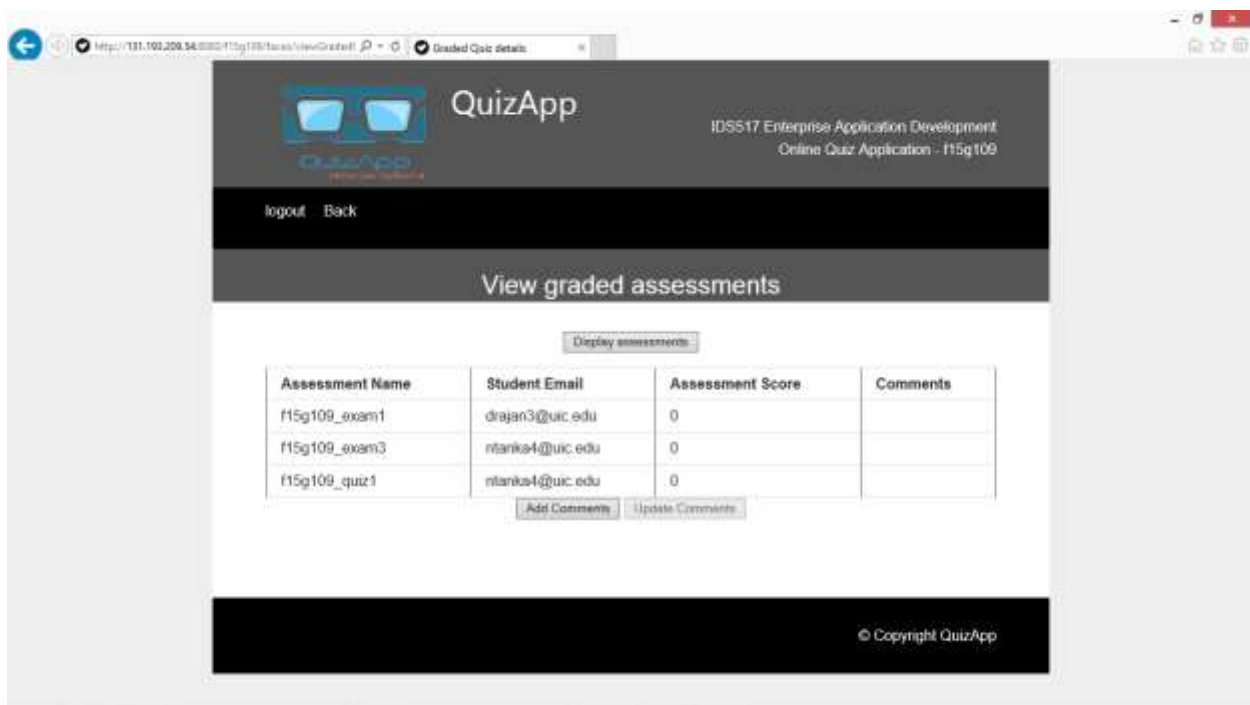 Graded Quiz details
QuizApp
IDS517 Enterprise Application Development
Online Quiz Application - f15g109
QuizApp
logout Back
View graded assessments
Display assessments
Assessment Name Student Email Assessment Score Comments
f15g109_exam1 drajan3@uic.edu 0
f15g109_exam3 ntanka4@uic.edu 0
f15g109_quiz1 ntanka4@uic.edu 0
Add Comments Update Comments
© Copyright QuizApp